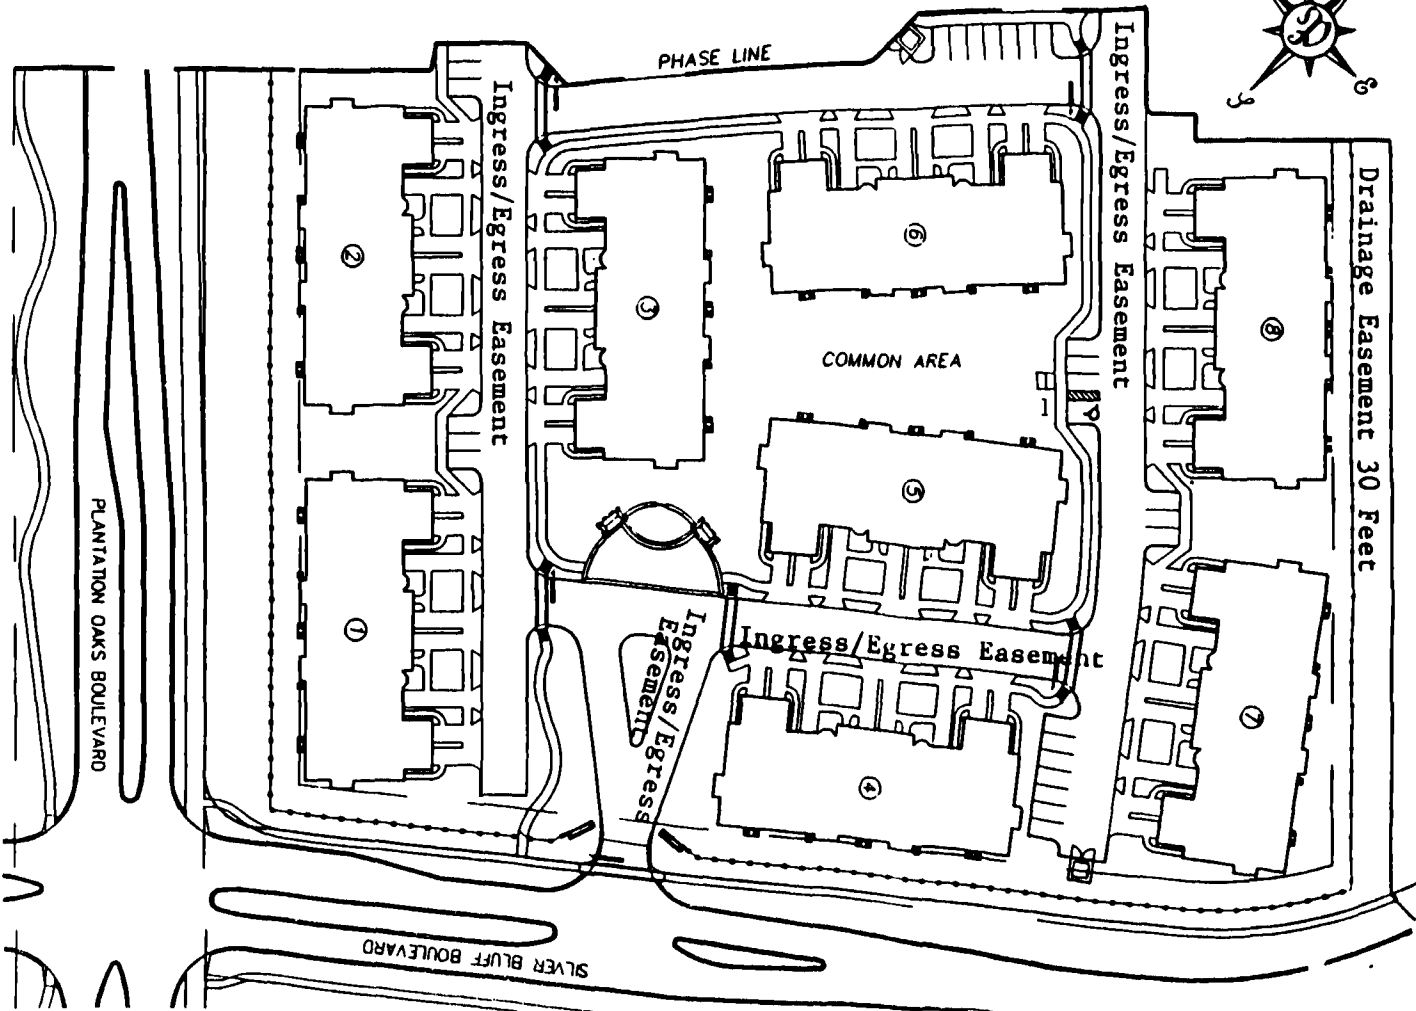 PHASE LINE
Ingress/Egress Easement
Ingress/Egress Easement
Drainage Easement 30 Feet
E
S
2
3
6
8
COMMON AREA
5
1
7
4
Ingress/Egress Easement
Ingress/Egress
Easement
PLANTATION OAKS BOULEVARD
SILVER BLUFF BOULEVARD